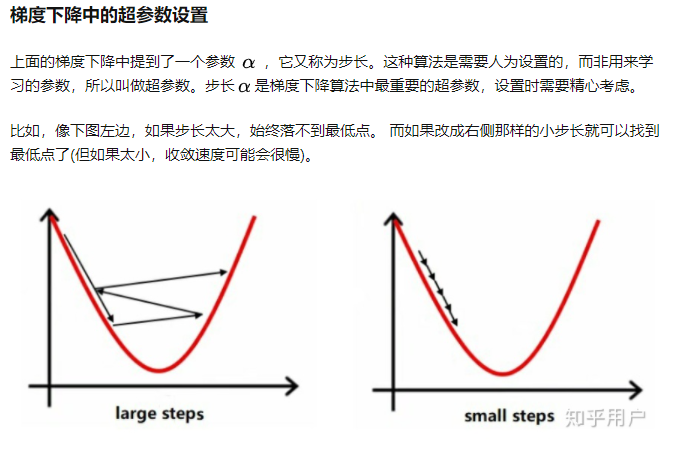 梯度下降中的超参数设置
上面的梯度下降中提到了一个参数 α ，它又称为步长。这种算法是需要人为设置的，而非用来学
习的参数，所以叫做超参数。步长 α 是梯度下降算法中最重要的超参数，设置时需要精心考虑。
比如，像下图左边，如果步长太大，始终落不到最低点。 而如果改成右侧那样的小步长就可以找到
最低点了(但如果太小，收敛速度可能会很慢)。
large steps
small steps
知乎用户